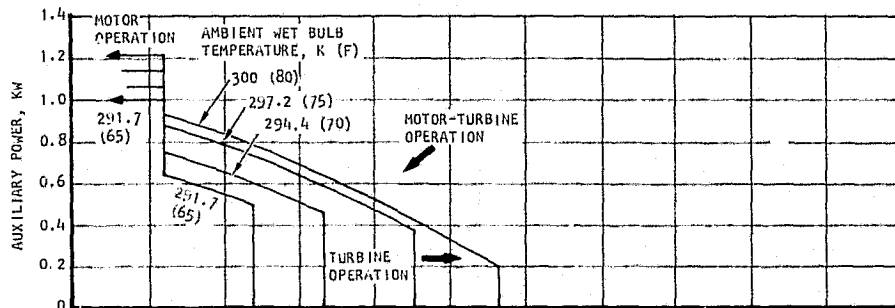 1.4
MOTOR
OPERATION
AMBIENT WET BULB
TEMPERATURE, K (F)
1.2
300 (80)
297.2 (75)
294.4 (70)
1.0
291.7
(65)
MOTOR-TURBINE
OPERATION
0.8
0.6
291.7
(65)
0.4
TURBINE
OPERATION
0.2
0
AUXILIARY POWER, KW